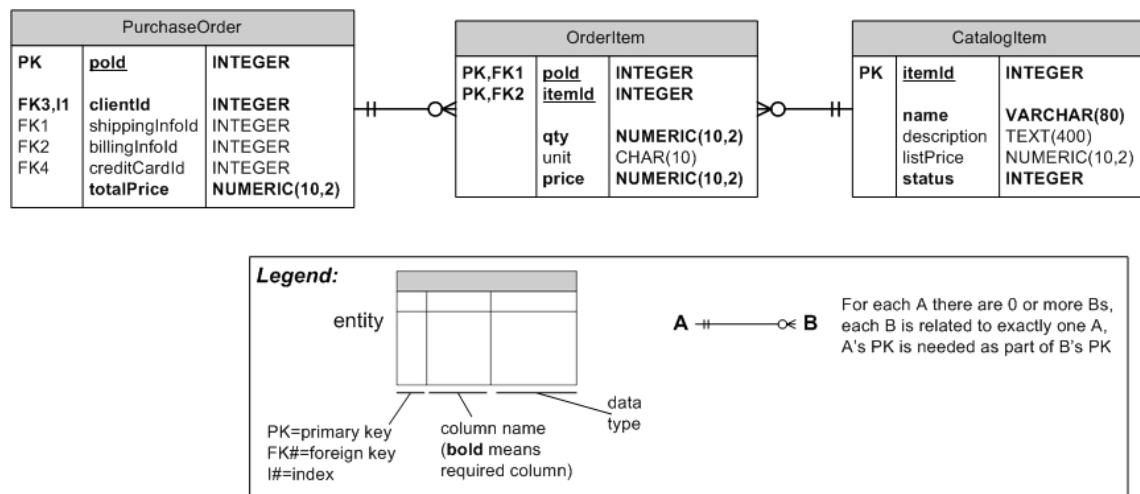 PurchaseOrder
PK poId INTEGER
FK3,I1 clientId INTEGER
FK1 shippingInfoId INTEGER
FK2 billingInfoId INTEGER
FK4 creditCardId INTEGER
totalPrice NUMERIC(10,2)
OrderItem
PK,FK1 poId INTEGER
PK,FK2 itemId INTEGER
qty NUMERIC(10,2)
unit CHAR(10)
price NUMERIC(10,2)
CatalogItem
PK itemId INTEGER
name VARCHAR(80)
description TEXT(400)
listPrice NUMERIC(10,2)
status INTEGER
Legend:
entity
PK=primary key
FK#=foreign key
I#=index
column name
(bold means
required column)
data
type
A B
For each A there are 0 or more Bs,
each B is related to exactly one A,
A's PK is needed as part of B's PK